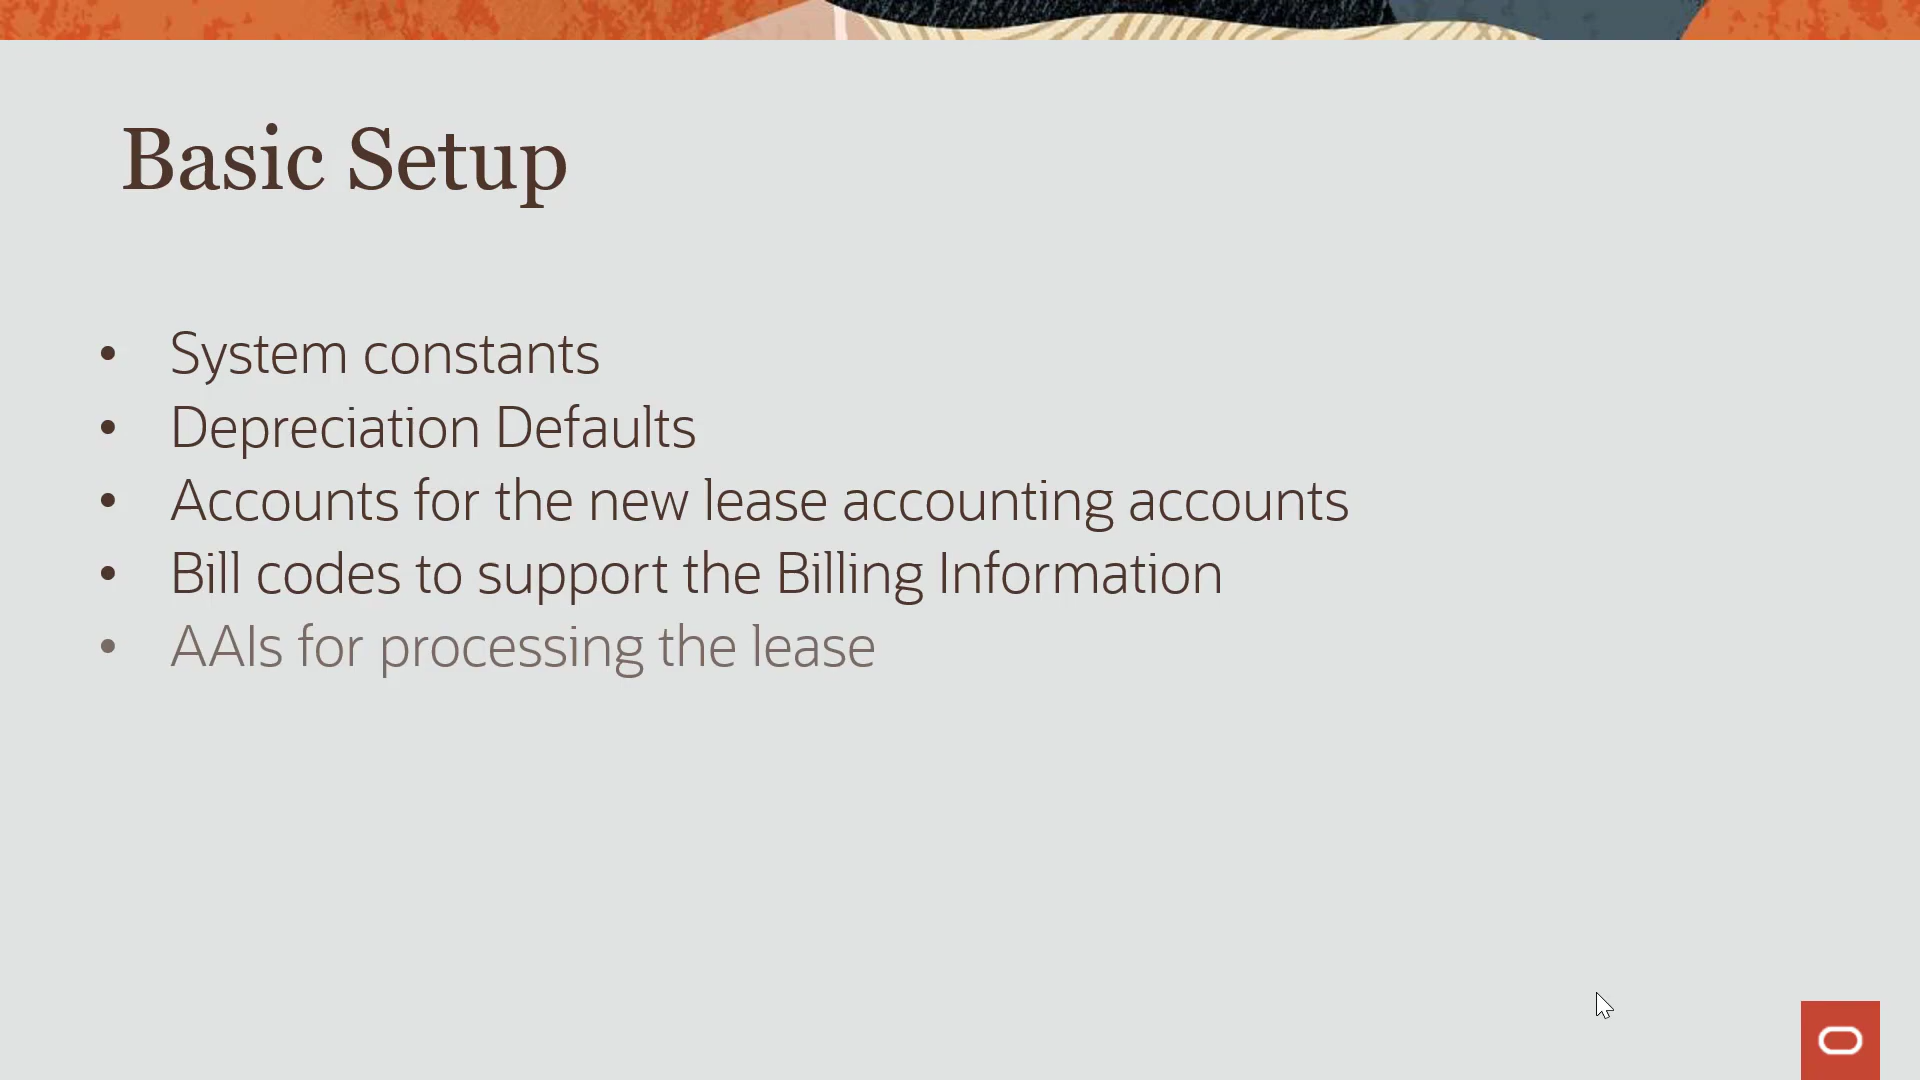 Basic Setup
• System constants
• Depreciation Defaults
• Accounts for the new lease accounting accounts
• Bill codes to support the Billing Information
• AAIs for processing the lease